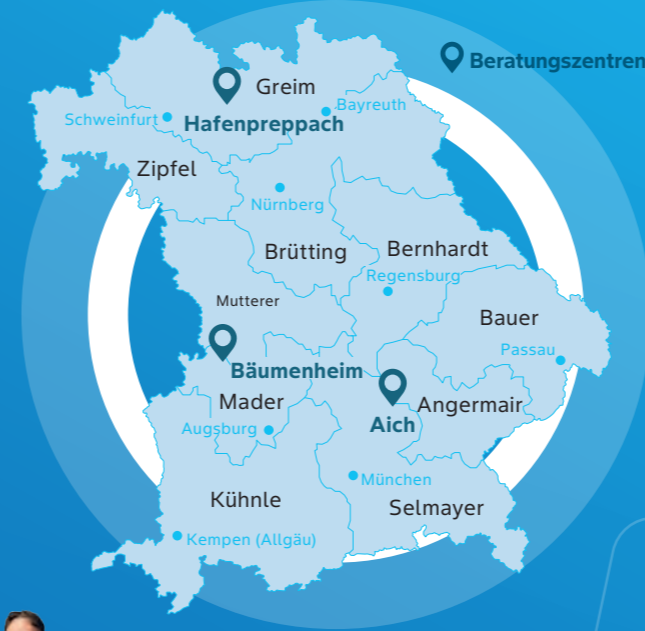 Beratungszentren
Greim
Bayreuth
Schweinfurt
Hafenpreppach
Zipfel
Nürnberg
Brütting
Bernhardt
Regensburg
Mutterer
Bauer
Passau
Bäumenheim
Mader
Angermair
Aich
Augsburg
München
Kühnle
Selmayer
Kempen (Allgäu)